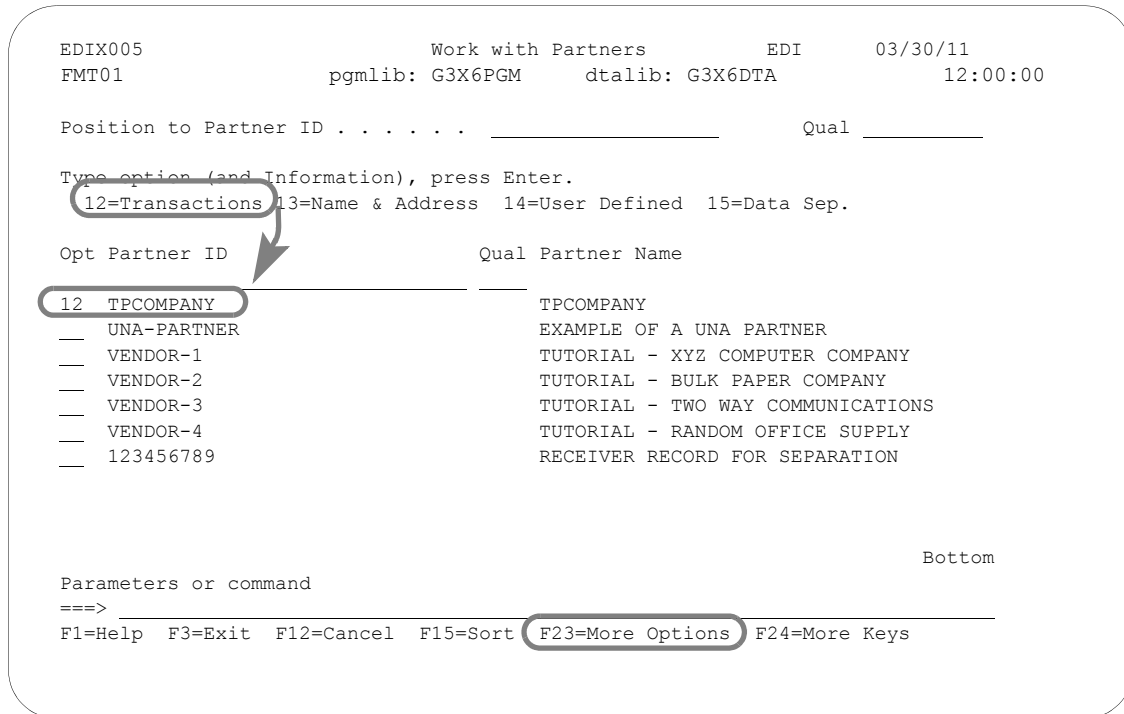 EDIX005 Work with Partners EDI 03/30/11
FMT01 pgmlib: G3X6PGM dtalib: G3X6DTA 12:00:00
Position to Partner ID . . . . . . Qual
Type option (and Information), press Enter.
12=Transactions 13=Name & Address 14=User Defined 15=Data Sep.
Opt Partner ID Qual Partner Name
12 TPCOMPANY TPCOMPANY
UNA-PARTNER EXAMPLE OF A UNA PARTNER
VENDOR-1 TUTORIAL - XYZ COMPUTER COMPANY
VENDOR-2 TUTORIAL - BULK PAPER COMPANY
VENDOR-3 TUTORIAL - TWO WAY COMMUNICATIONS
VENDOR-4 TUTORIAL - RANDOM OFFICE SUPPLY
123456789 RECEIVER RECORD FOR SEPARATION
Bottom
Parameters or command
===>
F1=Help F3=Exit F12=Cancel F15=Sort F23=More Options F24=More Keys